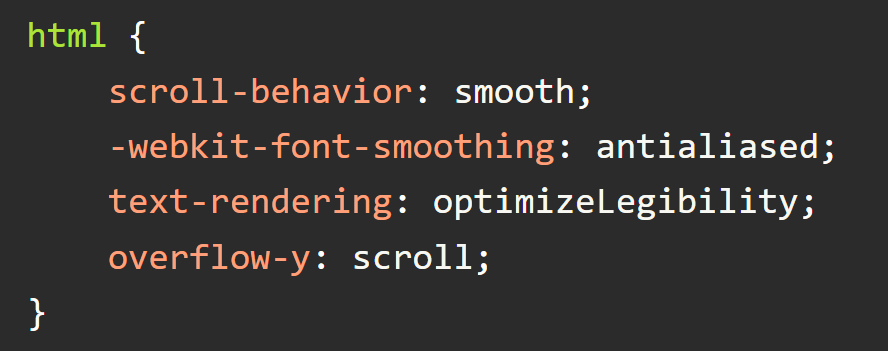 html {
    scroll-behavior: smooth;
    -webkit-font-smoothing: antialiased;
    text-rendering: optimizeLegibility;
    overflow-y: scroll;
}